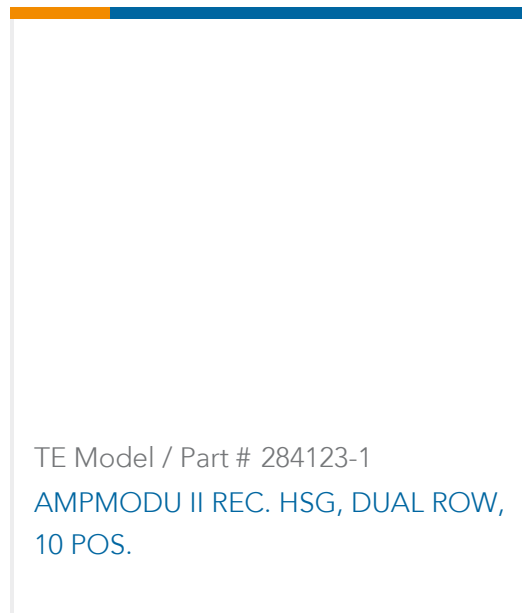 TE Model / Part # 284123-1
AMPMODU II REC. HSG, DUAL ROW,
10 POS.